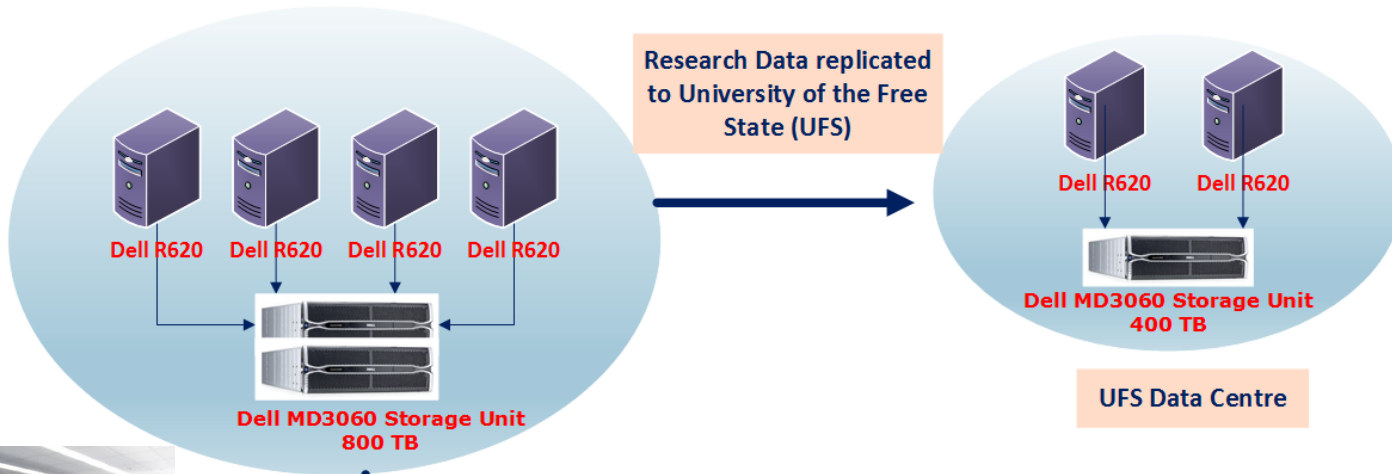 Research Data replicated
to University of the Free
State (UFS)
Dell R620
Dell R620
Dell R620
Dell R620
Dell MD3060 Storage Unit
800 TB
Dell R620
Dell R620
Dell MD3060 Storage Unit
400 TB
UFS Data Centre